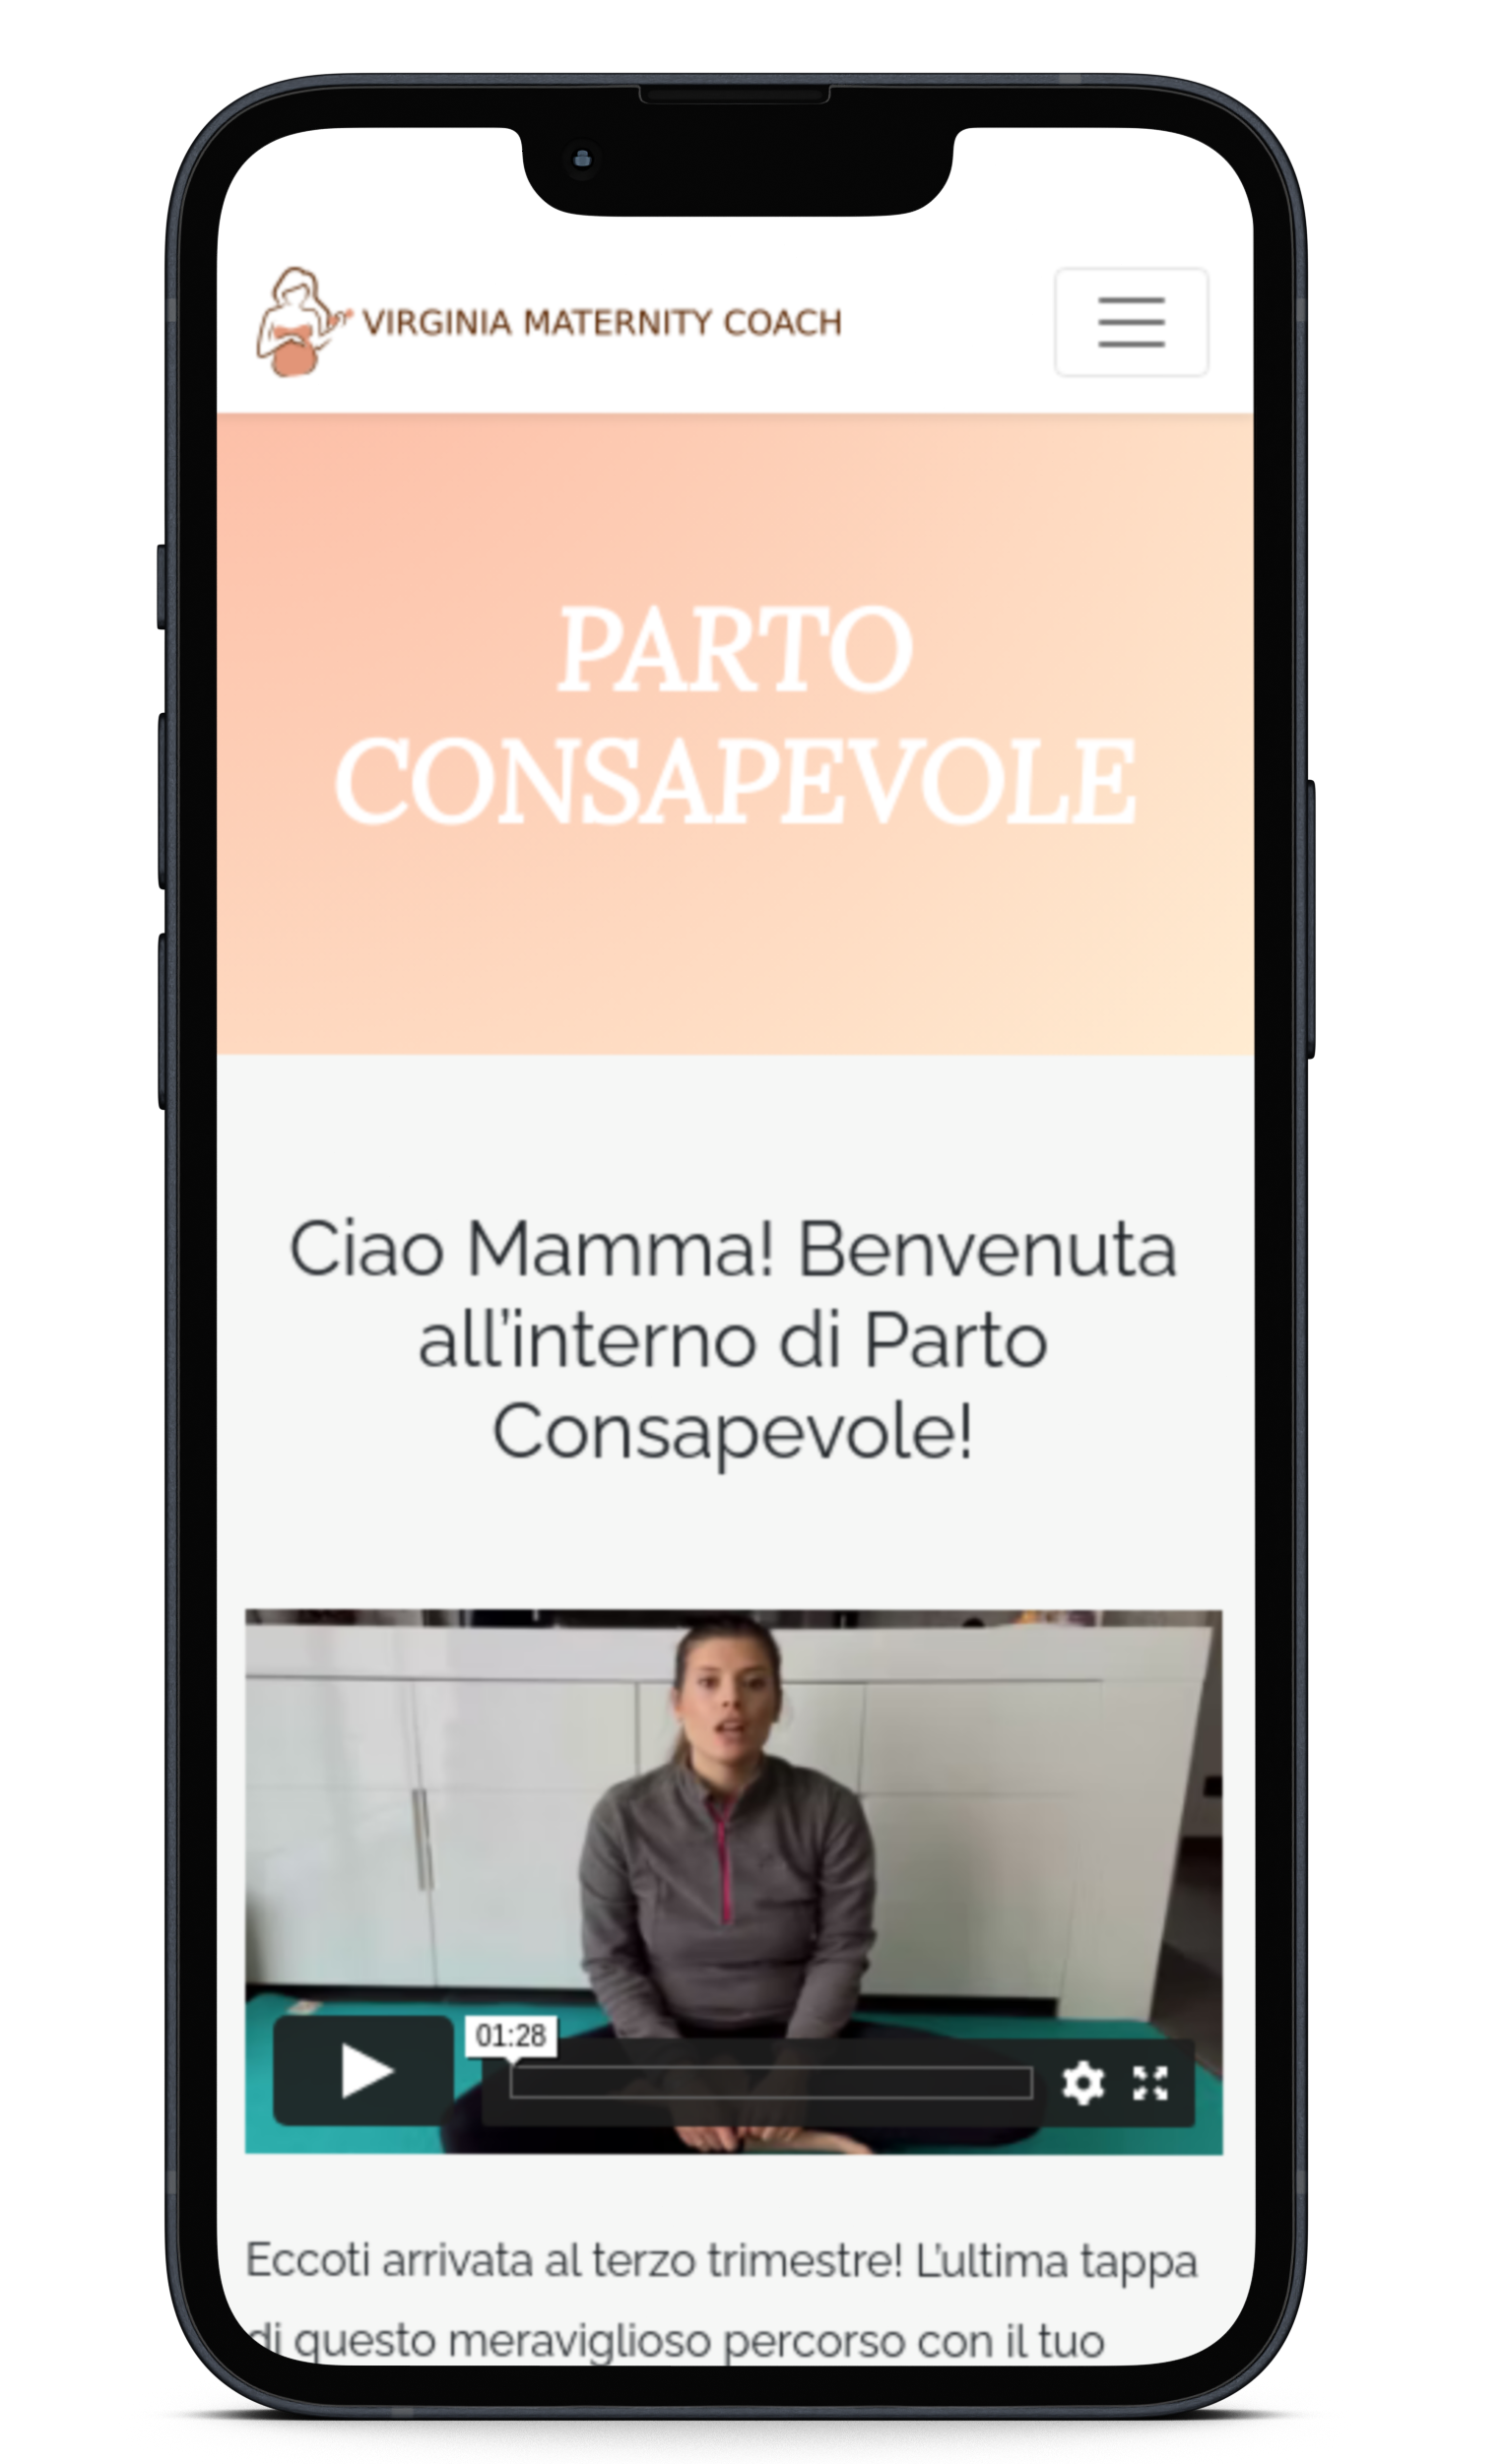 VIRGINIA MATERNITY COACH
PARTO
CONSAPEVOLE
Ciao Mamma! Benvenuta
all'interno di Parto
Consapevole!
01:28
Eccoti arrivata al terzo trimestre! L'ultima tappa
di questo meraviglioso percorso con il tuo